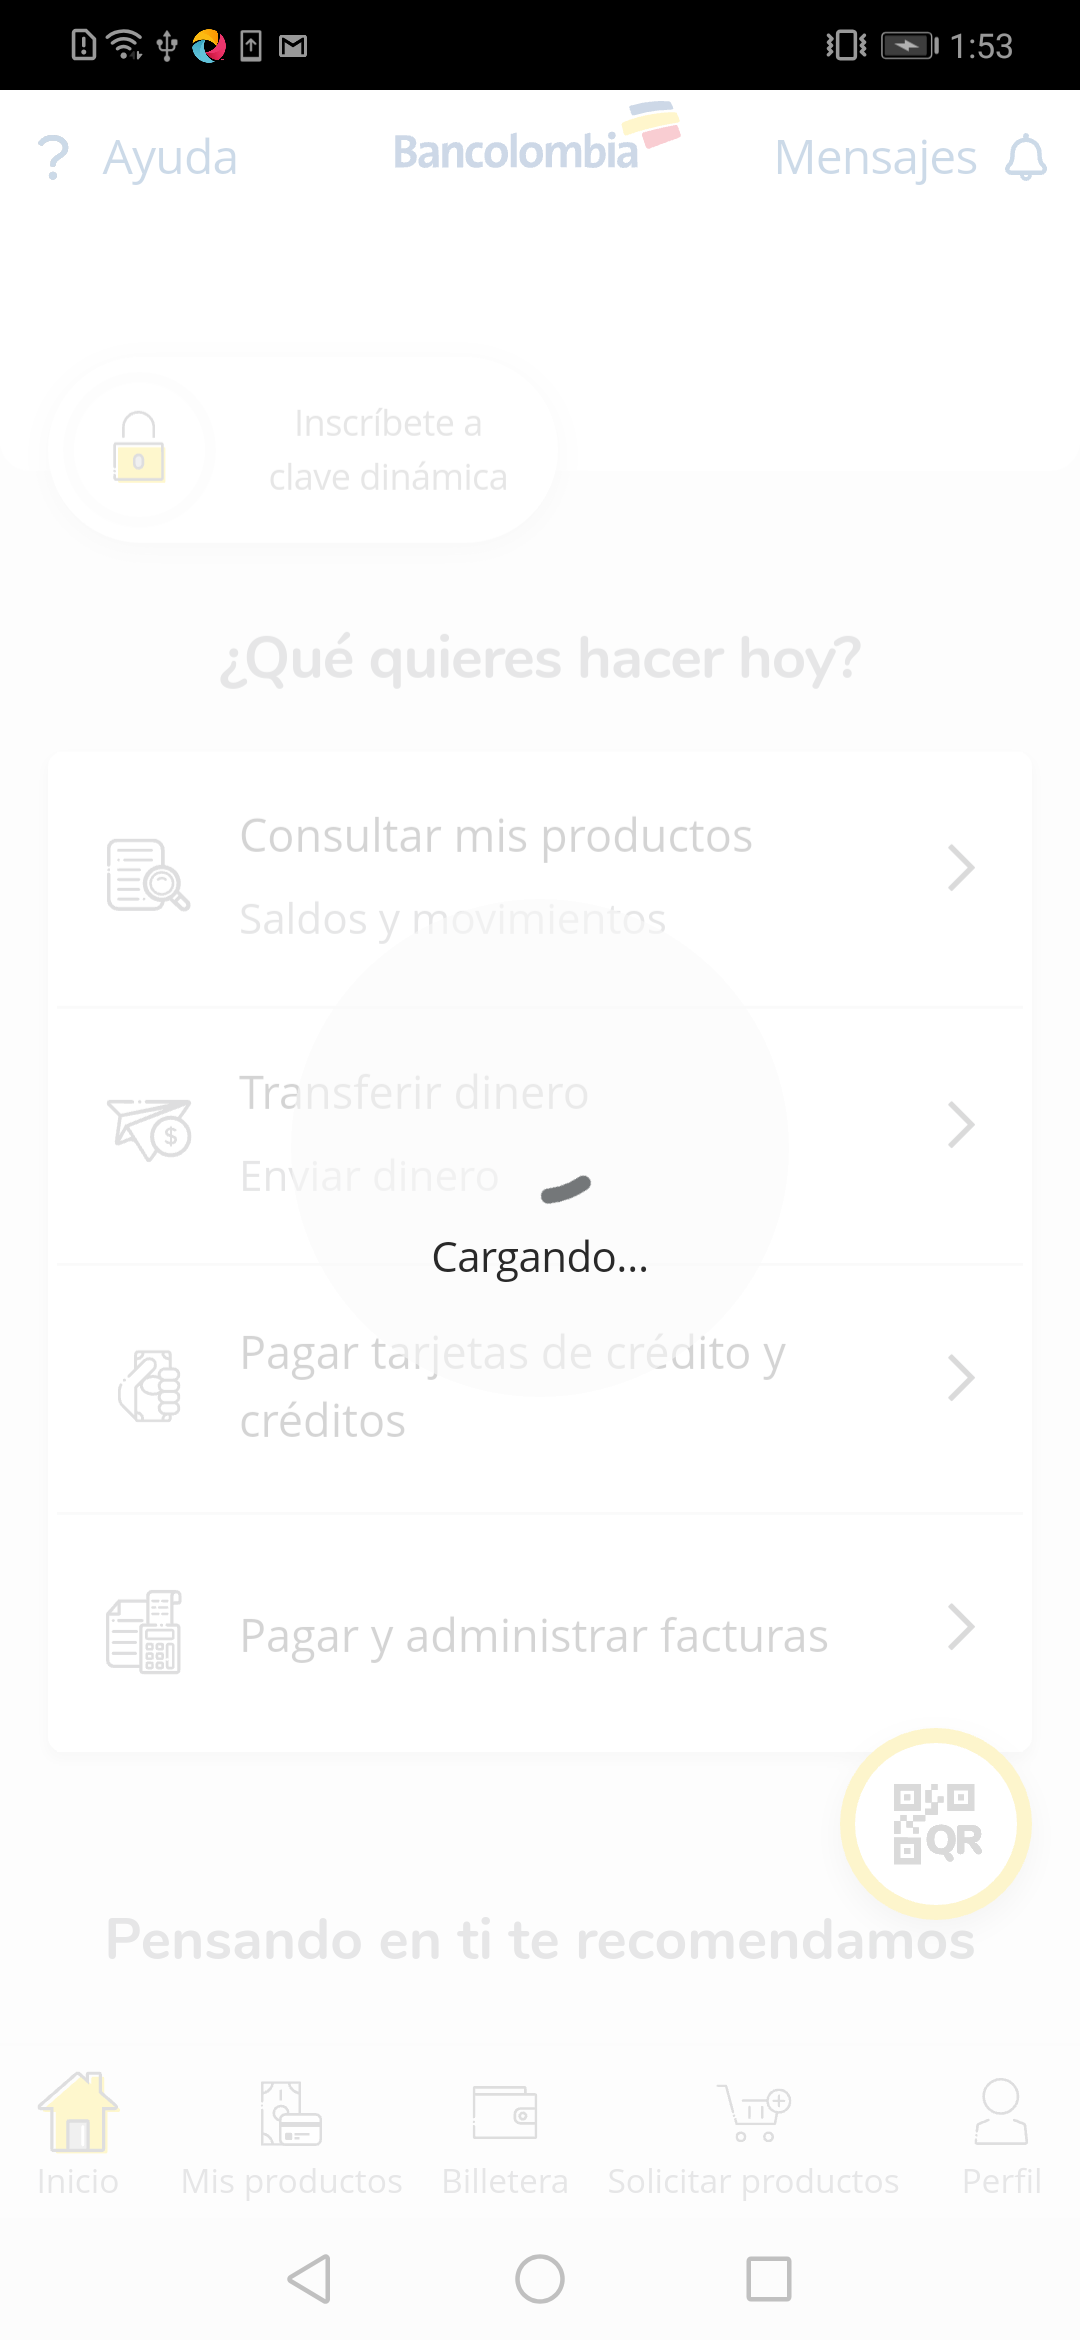 1:53
? Ayuda
Bancolombia
Mensajes
Inscríbete a
clave dinámica
¿Qué quieres hacer hoy?
Consultar mis productos
Saldos y movimientos
Transferir dinero
Enviar dinero
Cargando...
Pagar tarjetas de crédito y
créditos
Pagar y administrar facturas
QR
Pensando en ti te recomendamos
Inicio
Mis productos
Billetera
Solicitar productos
Perfil